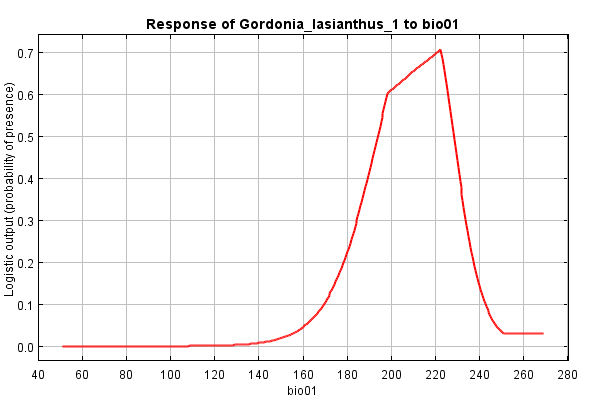 Response of Gordonia_lasianthus_1 to bio01
Logistic output (probability of presence)
0.7
0.6
0.5
0.4
0.3
0.2
0.1
0.0
40 60 80 100 120 140 160 180 200 220 240 260 280
bio01